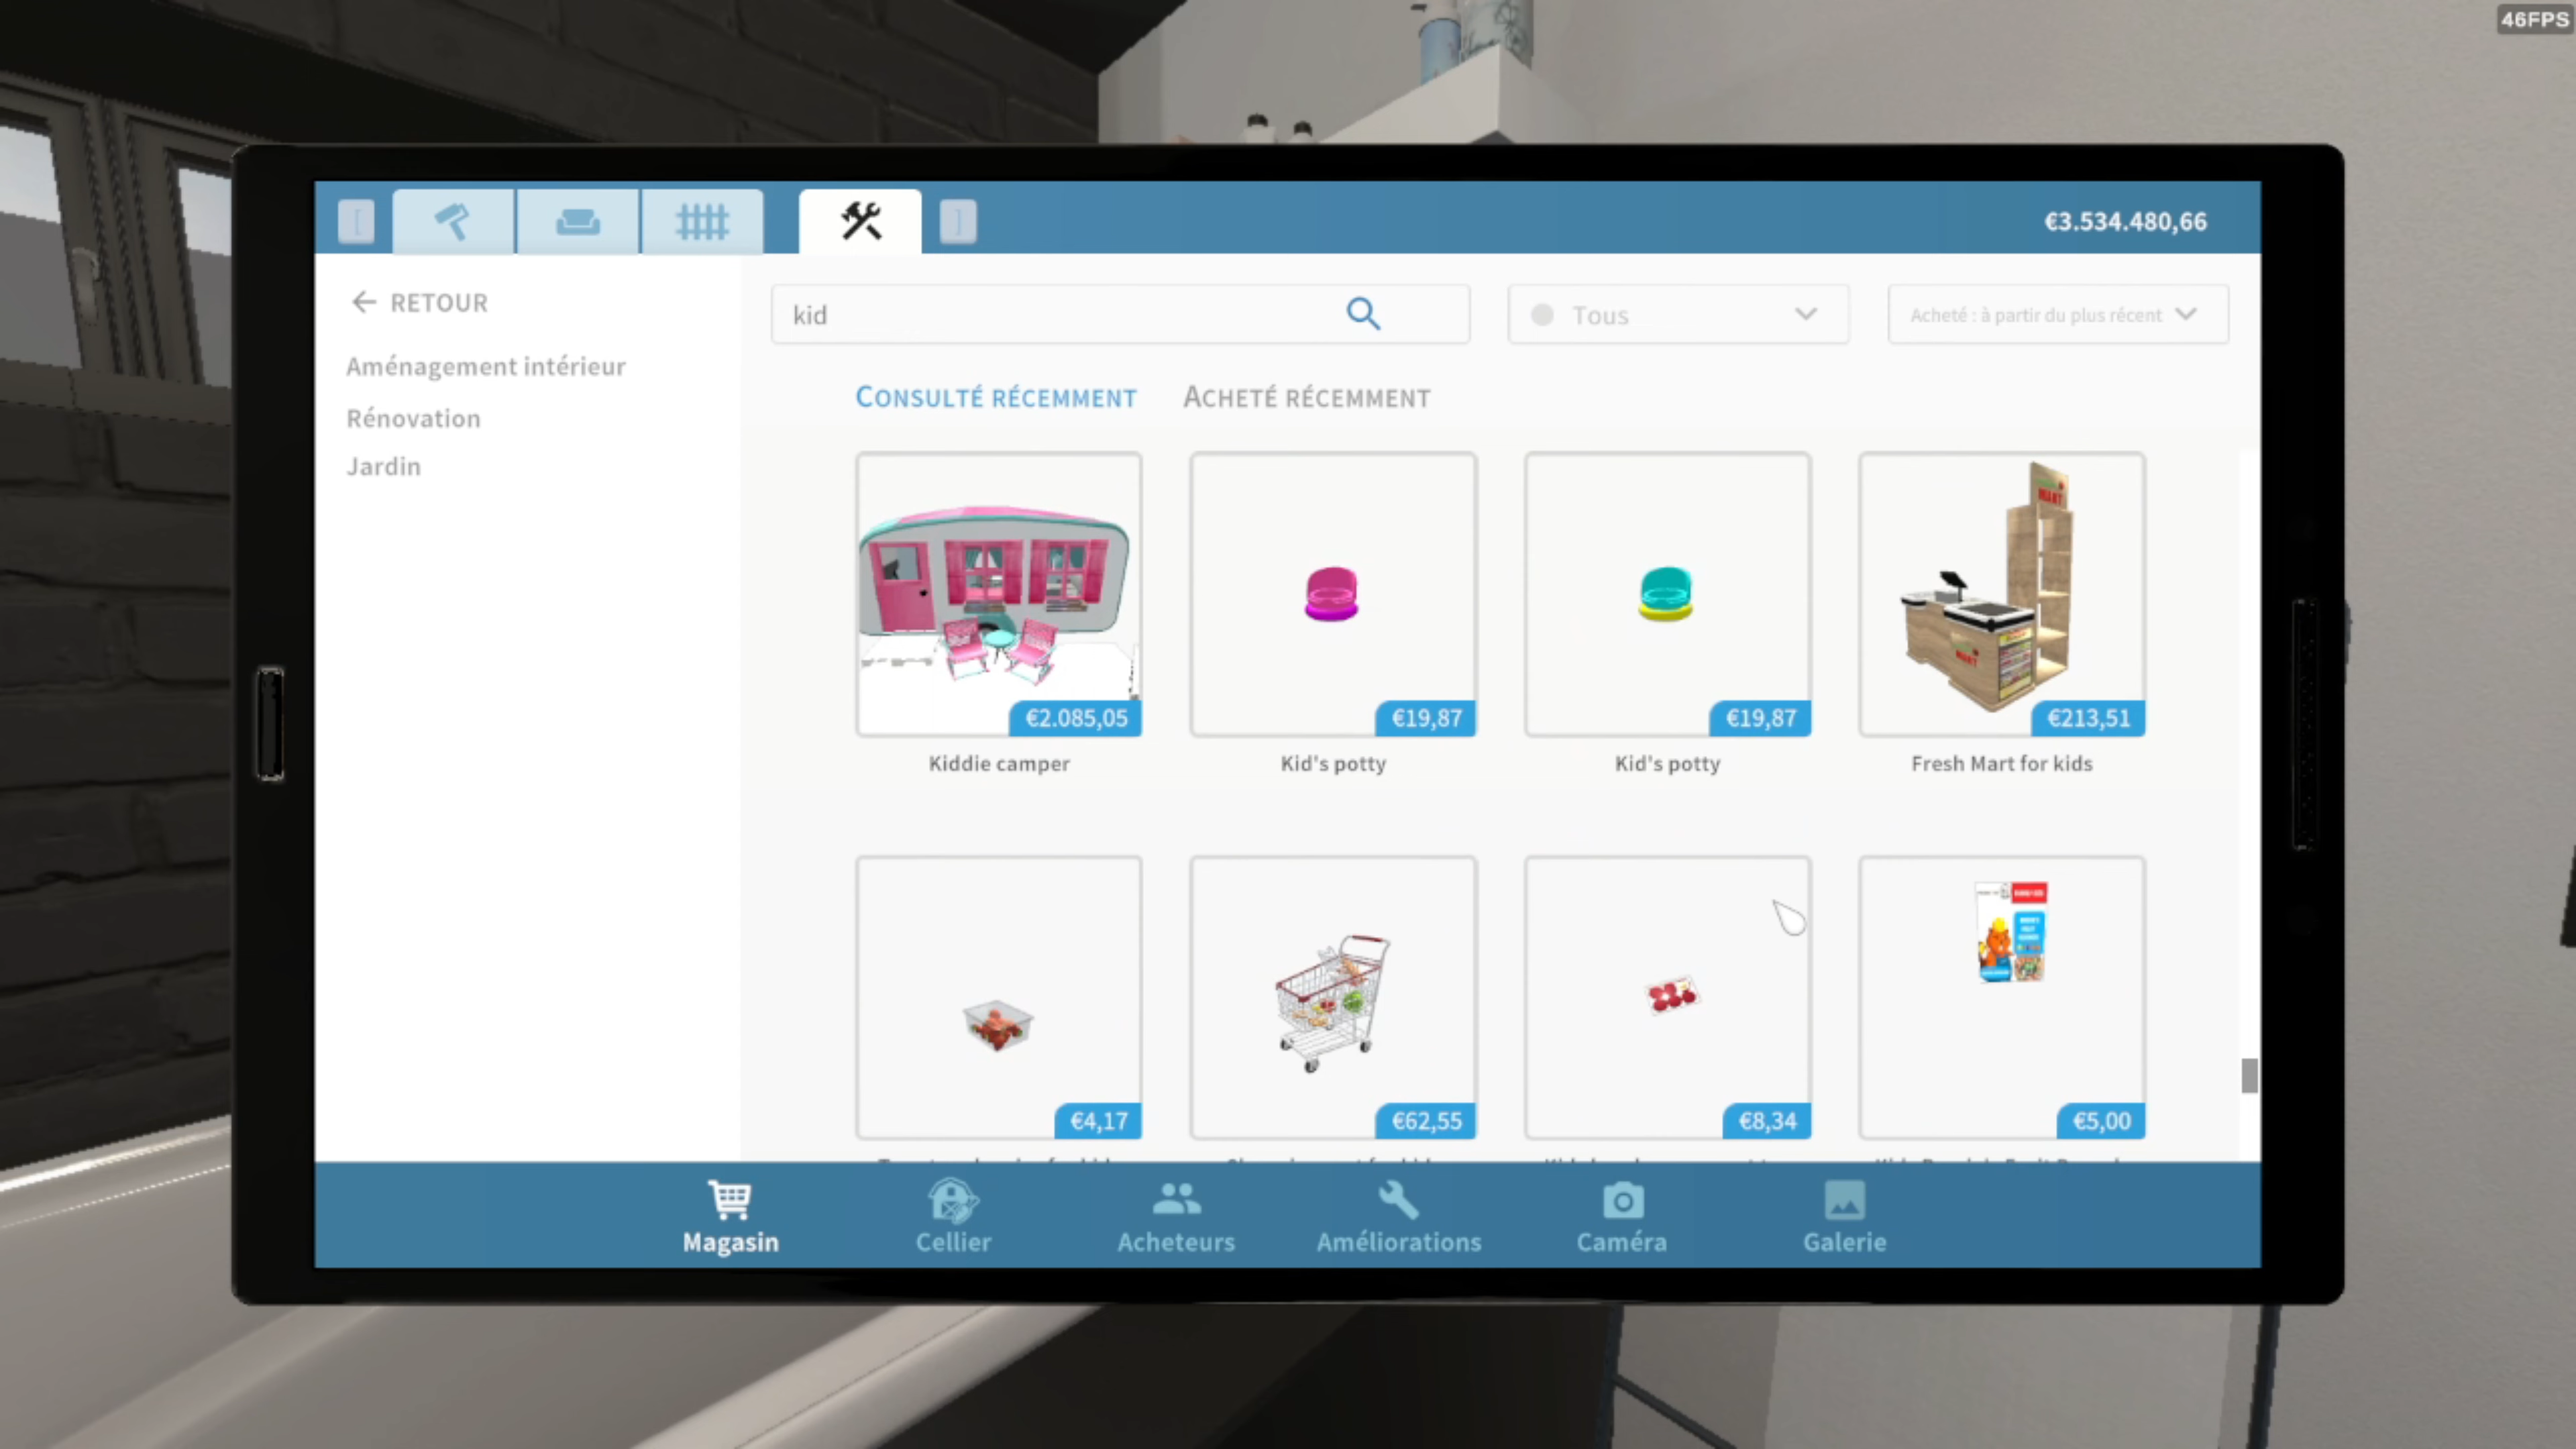 46FPS
[
]
€3.534.480,66
RETOUR
kid
Tous
Acheté : à partir du plus récent
Aménagement intérieur
Rénovation
Jardin
CONSULTÉ RÉCEMMENT
ACHETÉ RÉCEMMENT
MART
MART
€2.085,05
€19,87
€19,87
€213,51
Kiddie camper
Kid's potty
Kid's potty
Fresh Mart for kids
€4,17
€62,55
€8,34
€5,00
Magasin
Cellier
Acheteurs
Améliorations
Caméra
Galerie